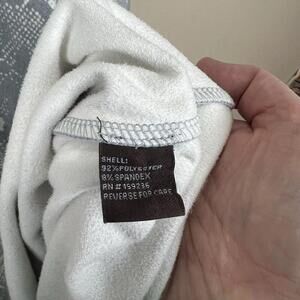 SHELL:
92%POLYESTER
8%SPANDEX
RN#159236
REVERSE FOR CARE